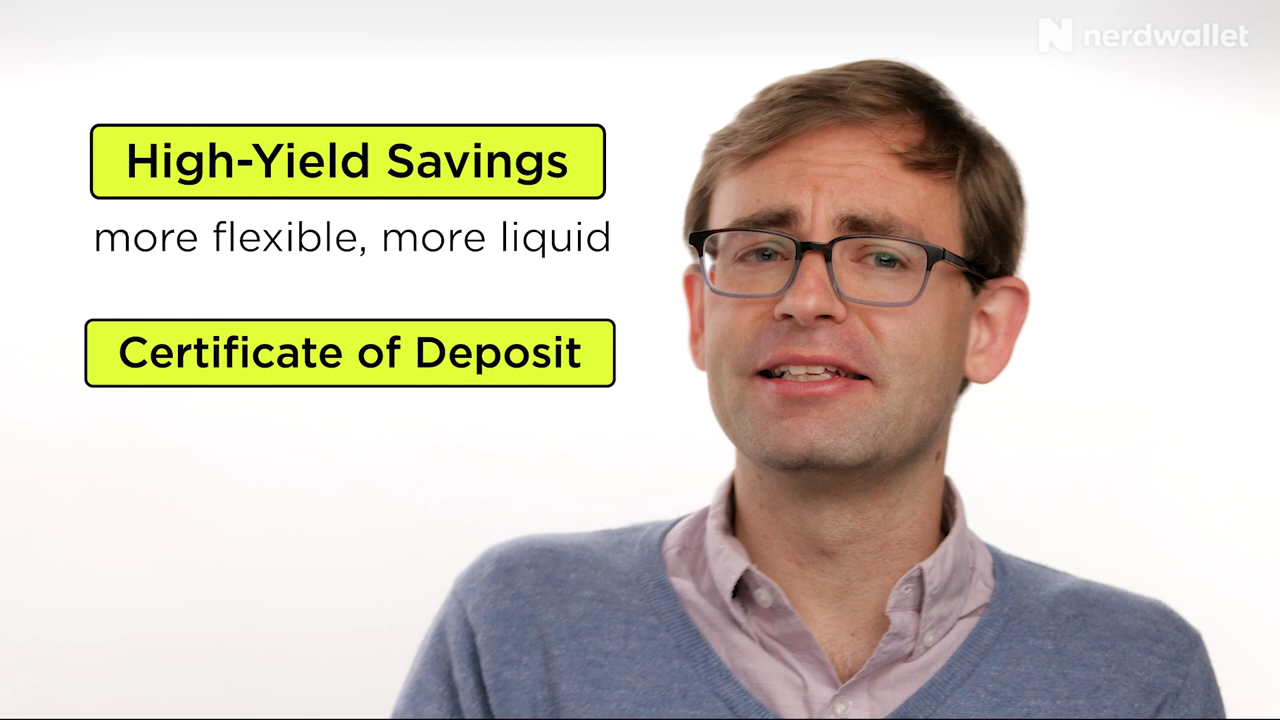 nerdwallet
High-Yield Savings
more flexible, more liquid
Certificate of Deposit